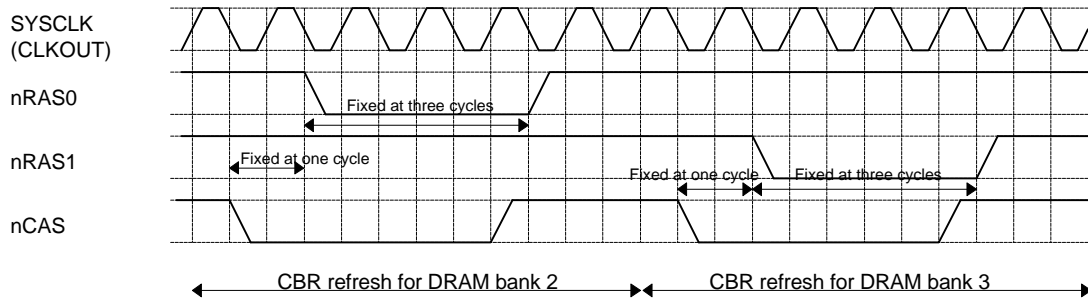 SYSCLK
(CLKOUT)
nRAS0
Fixed at three cycles
nRAS1
Fixed at one cycle
Fixed at one cycle
Fixed at three cycles
nCAS
CBR refresh for DRAM bank 2
CBR refresh for DRAM bank 3